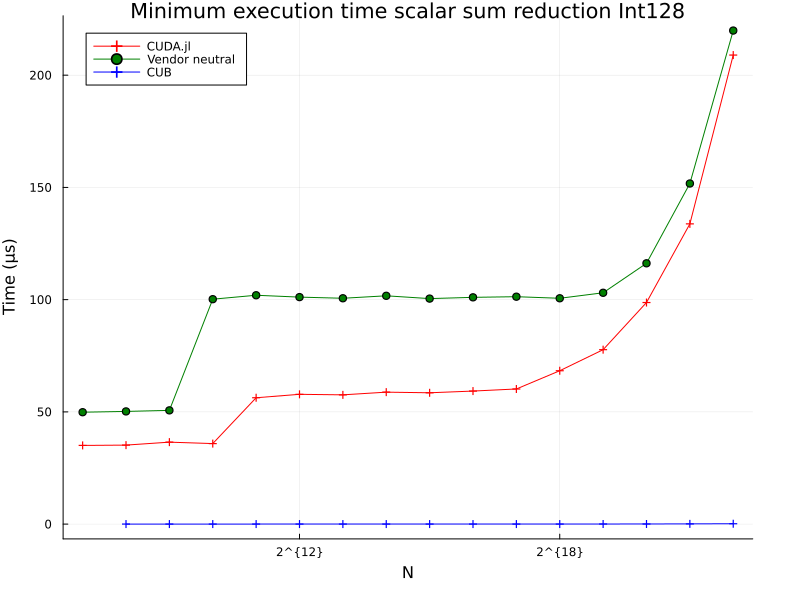 Minimum execution time scalar sum reduction Int128
CUDA.jl
Vendor neutral
CUB
200
150
100
50
0
Time (μs)
2^{12}
2^{18}
N